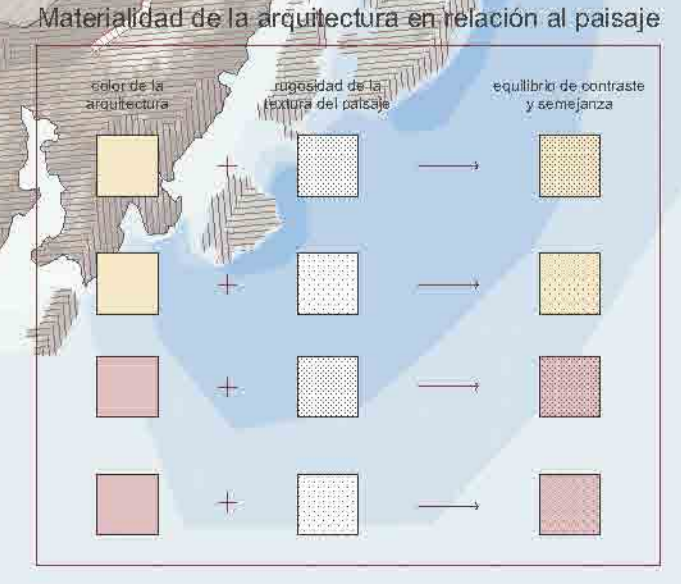 Materialidad de la arquitectura en relación al paisaje
color de la
arquitectura
rugosidad de la
textura del paisaje
equilibrio de contraste
y semejanza